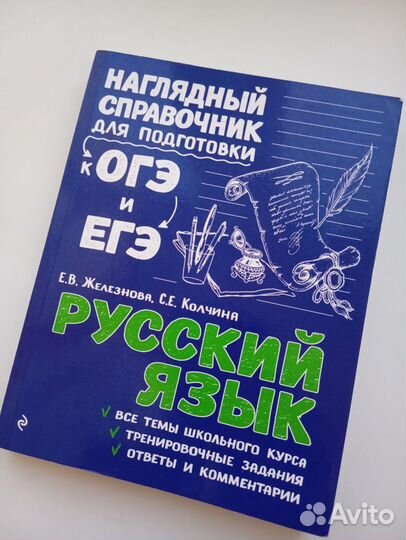 НАГЛЯДНЫЙ
СПРАВОЧНИК
ДЛЯ ПОДГОТОВКИ
К ОГЭ
И
ЕГЭ
Е.В. Железнова, С.Е. Колчина
РУССКИЙ
ЯЗЫК
ВСЕ ТЕМЫ ШКОЛЬНОГО КУРСА
ТРЕНИРОВОЧНЫЕ ЗАДАНИЯ
ОТВЕТЫ И КОММЕНТАРИИ
Avito